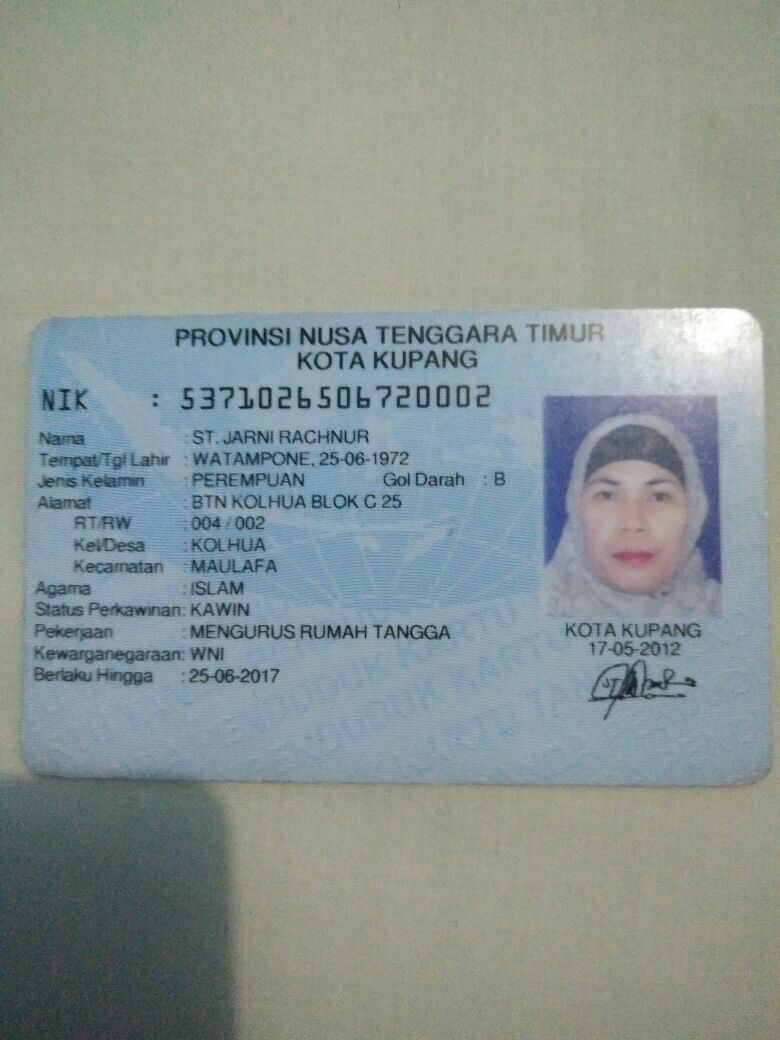 PROVINSI NUSA TENGGARA TIMUR
KOTA KUPANG
NIK : 5371026506720002
Nama : ST. JARNI RACHNUR
Tempat/Tgl Lahir : WATAMPONE, 25-06-1972
Jenis Kelamin : PEREMPUAN Gol Darah : B
Alamat : BTN KOLHUA BLOK C 25
RT/RW : 004 / 002
Kel/Desa : KOLHUA
Kecamatan : MAULAFA
Agama : ISLAM
Status Perkawinan: KAWIN
Pekerjaan : MENGURUS RUMAH TANGGA
Kewarganegaraan: WNI
Berlaku Hingga : 25-06-2017
KOTA KUPANG
17-05-2012